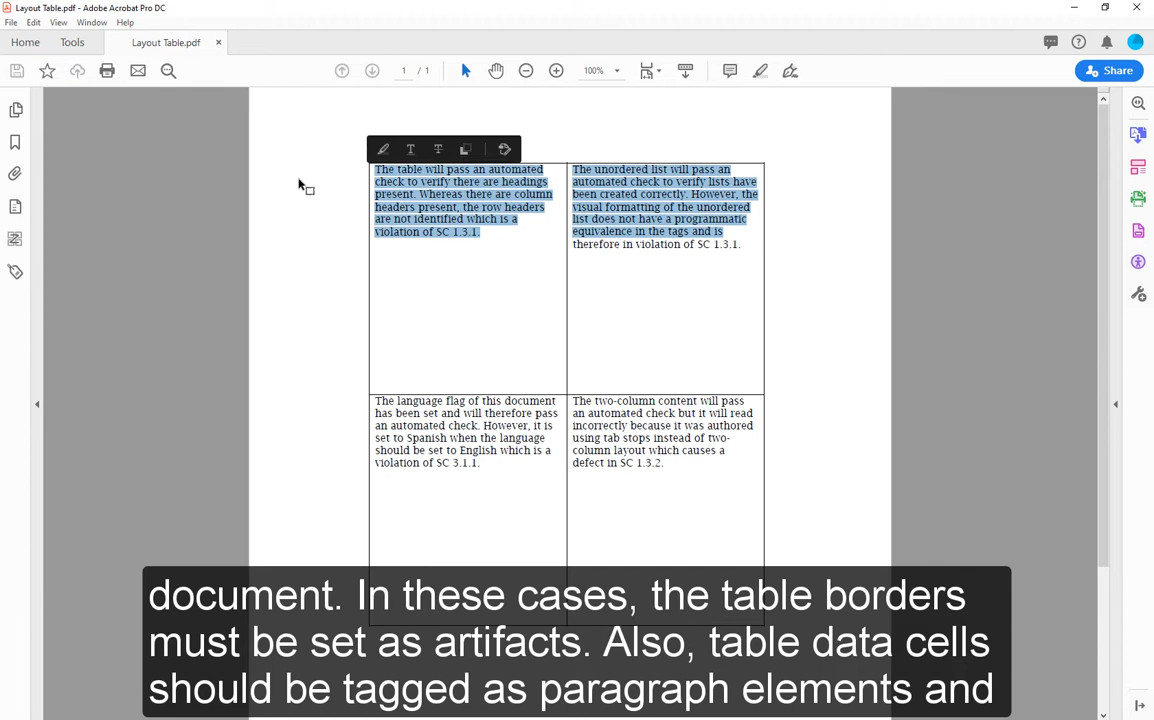 Layout Table.pdf - Adobe Acrobat Pro DC
File Edit View Window Help
Home Tools Layout Table.pdf ×
1 / 1 100% Share
The table will pass an automated
check to verify there are headings
present. Whereas there are column
headers present, the row headers
are not identified which is a
violation of SC 1.3.1.
The unordered list will pass an
automated check to verify lists have
been created correctly. However, the
visual formatting of the unordered
list does not have a programmatic
equivalence in the tags and is
therefore in violation of SC 1.3.1.
The language flag of this document
has been set and will therefore pass
an automated check. However, it is
set to Spanish when the language
should be set to English which is a
violation of SC 3.1.1.
The two-column content will pass
an automated check but it will read
incorrectly because it was authored
using tab stops instead of two-
column layout which causes a
defect in SC 1.3.2.
document. In these cases, the table borders
must be set as artifacts. Also, table data cells
should be tagged as paragraph elements and